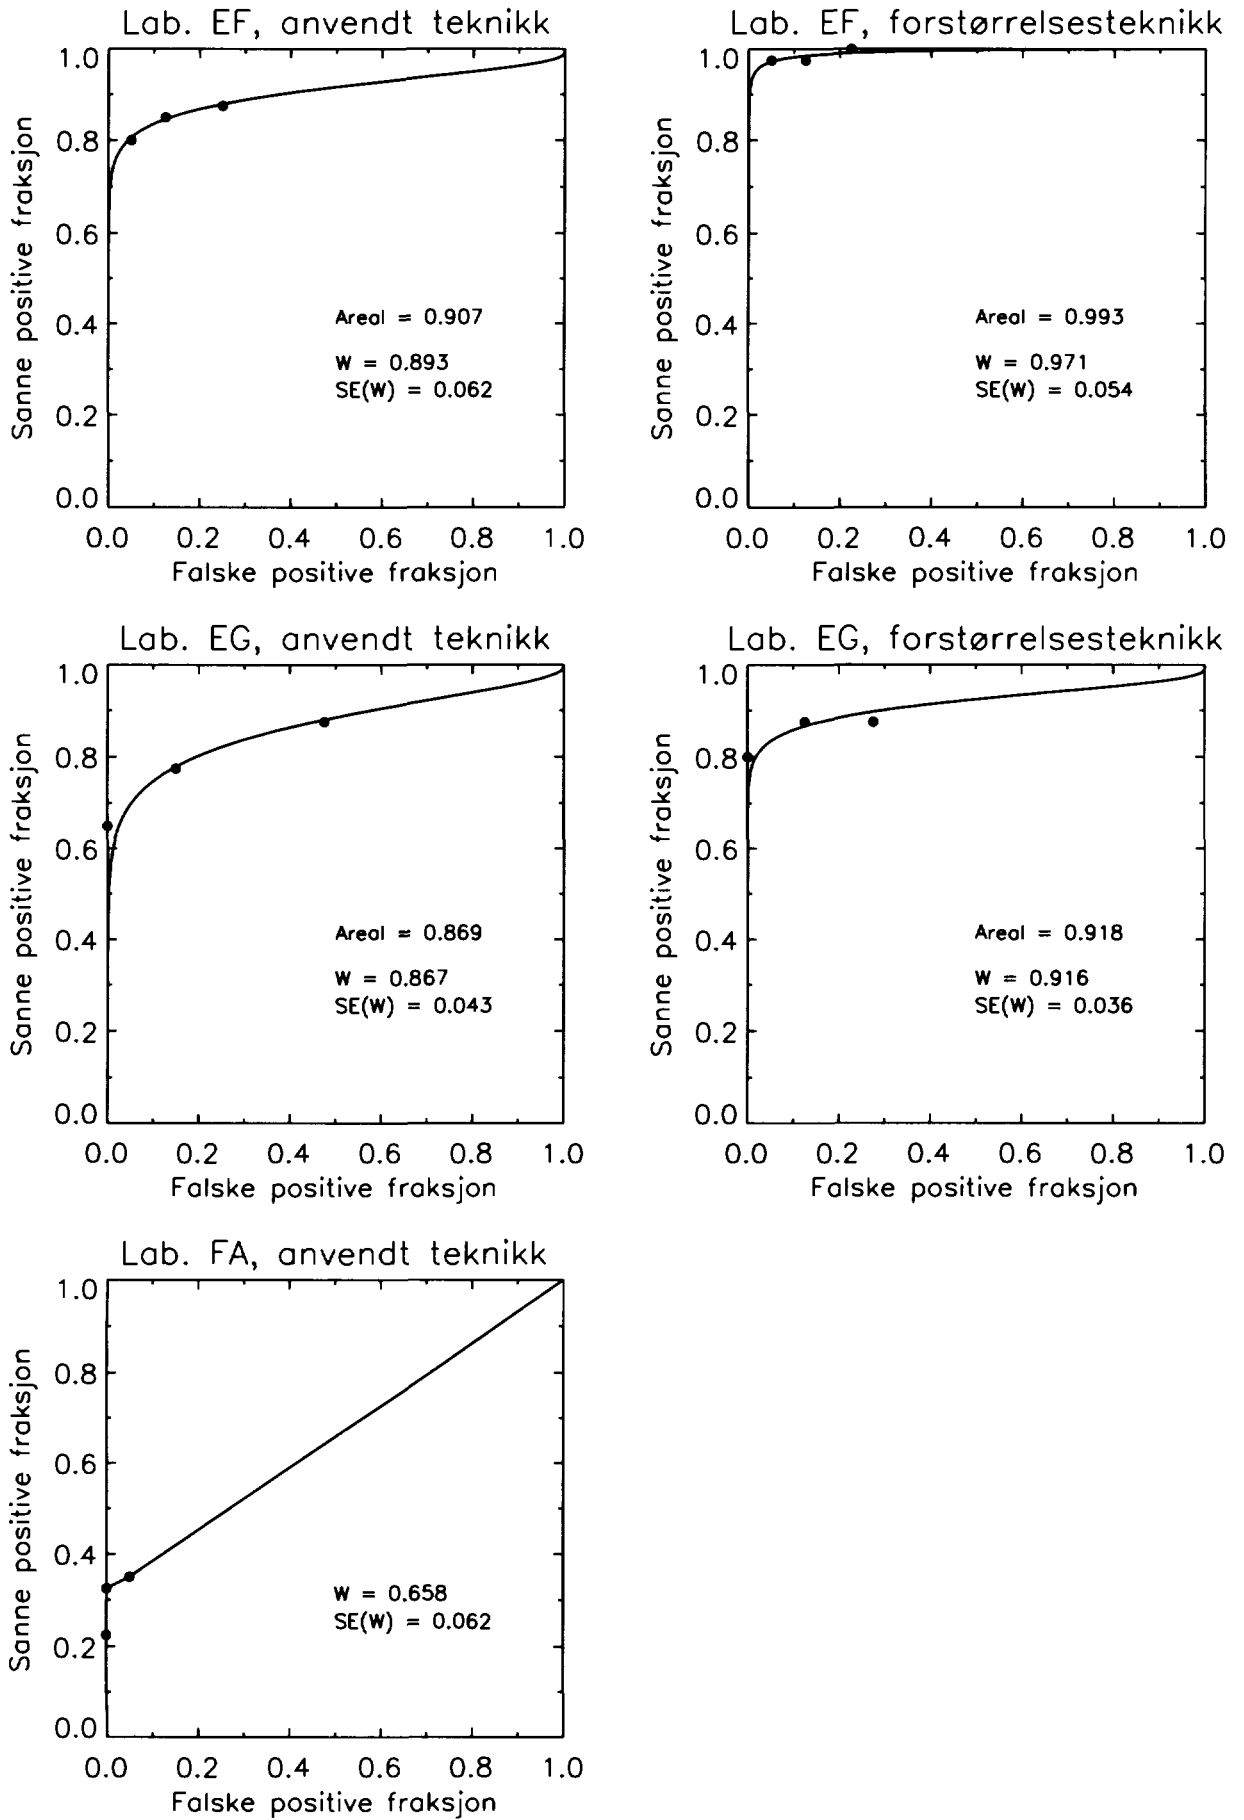 Lab. EF, anvendt teknikk
Sanne positive fraksjon
1.0
0.8
0.6
0.4
0.2
0.0
Areal = 0.907
W = 0.893
SE(W) = 0.062
0.0 0.2 0.4 0.6 0.8 1.0
Falske positive fraksjon
Lab. EF, forstørrelsesteknikk
Sanne positive fraksjon
1.0
0.8
0.6
0.4
0.2
0.0
Areal = 0.993
W = 0.971
SE(W) = 0.054
0.0 0.2 0.4 0.6 0.8 1.0
Falske positive fraksjon
Lab. EG, anvendt teknikk
Sanne positive fraksjon
1.0
0.8
0.6
0.4
0.2
0.0
Areal = 0.869
W = 0.867
SE(W) = 0.043
0.0 0.2 0.4 0.6 0.8 1.0
Falske positive fraksjon
Lab. EG, forstørrelsesteknikk
Sanne positive fraksjon
1.0
0.8
0.6
0.4
0.2
0.0
Areal = 0.918
W = 0.916
SE(W) = 0.036
0.0 0.2 0.4 0.6 0.8 1.0
Falske positive fraksjon
Lab. FA, anvendt teknikk
Sanne positive fraksjon
1.0
0.8
0.6
0.4
0.2
0.0
W = 0.658
SE(W) = 0.062
0.0 0.2 0.4 0.6 0.8 1.0
Falske positive fraksjon